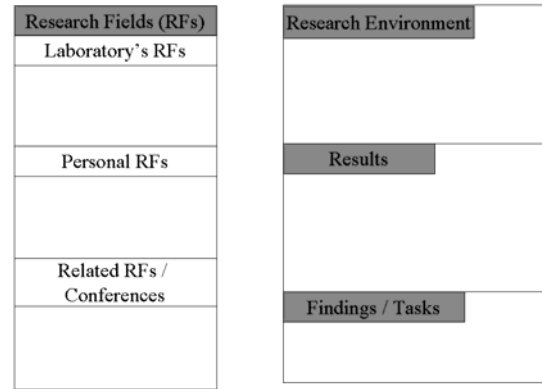 Research Fields (RFs)
Laboratory's RFs
Personal RFs
Related RFs /
Conferences
Research Environment
Results
Findings / Tasks